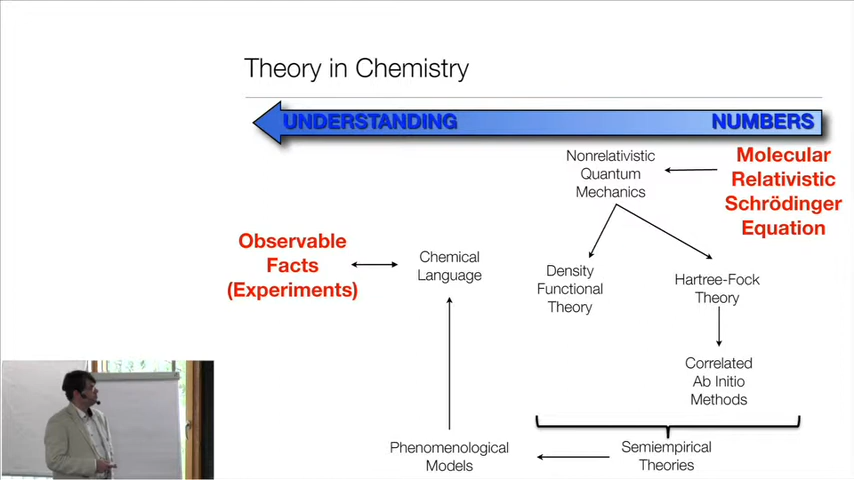 Theory in Chemistry
UNDERSTANDING
NUMBERS
Nonrelativistic
Quantum
Mechanics
Molecular
Relativistic
Schrödinger
Equation
Observable
Facts
(Experiments)
Chemical
Language
Density
Functional
Theory
Hartree-Fock
Theory
Correlated
Ab Initio
Methods
Phenomenological
Models
Semiempirical
Theories